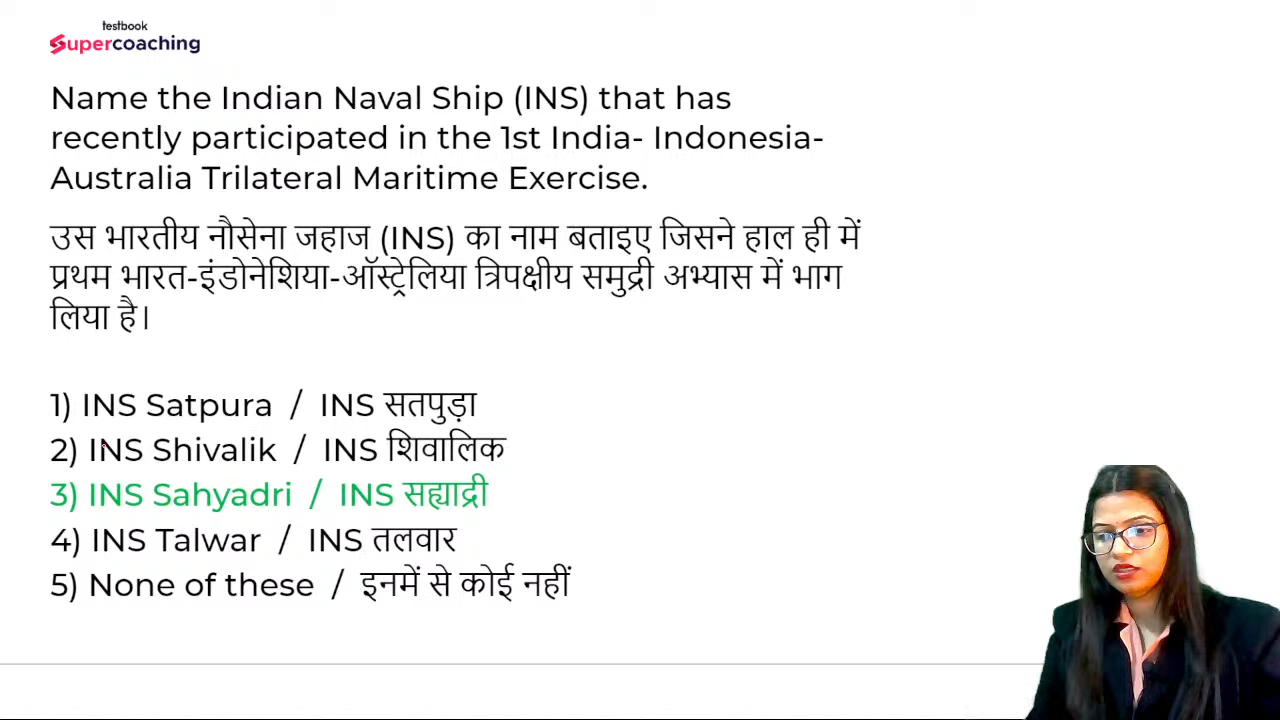 testbook
Supercoaching
Name the Indian Naval Ship (INS) that has
recently participated in the 1st India- Indonesia-
Australia Trilateral Maritime Exercise.
उस भारतीय नौसेना जहाज (INS) का नाम बताइए जिसने हाल ही में
प्रथम भारत-इंडोनेशिया-ऑस्ट्रेलिया त्रिपक्षीय समुद्री अभ्यास में भाग
लिया है।
1) INS Satpura / INS सतपुड़ा
2) INS Shivalik / INS शिवालिक
3) INS Sahyadri / INS सह्याद्री
4) INS Talwar / INS तलवार
5) None of these / इनमें से कोई नहीं